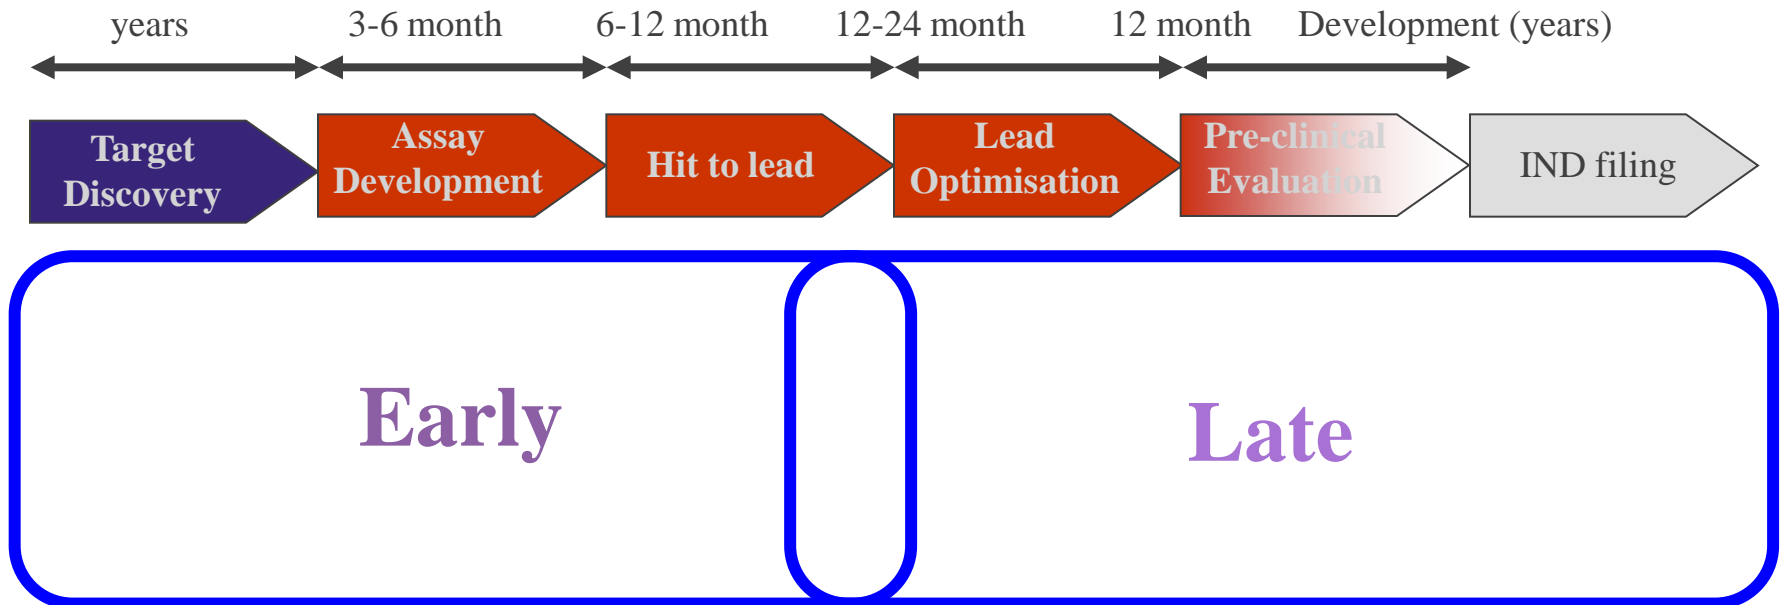 years 3-6 month 6-12 month 12-24 month 12 month Development (years)
Target
Discovery
Assay
Development
Hit to lead
Lead
Optimisation
Pre-clinical
Evaluation
IND filing
Early
Late